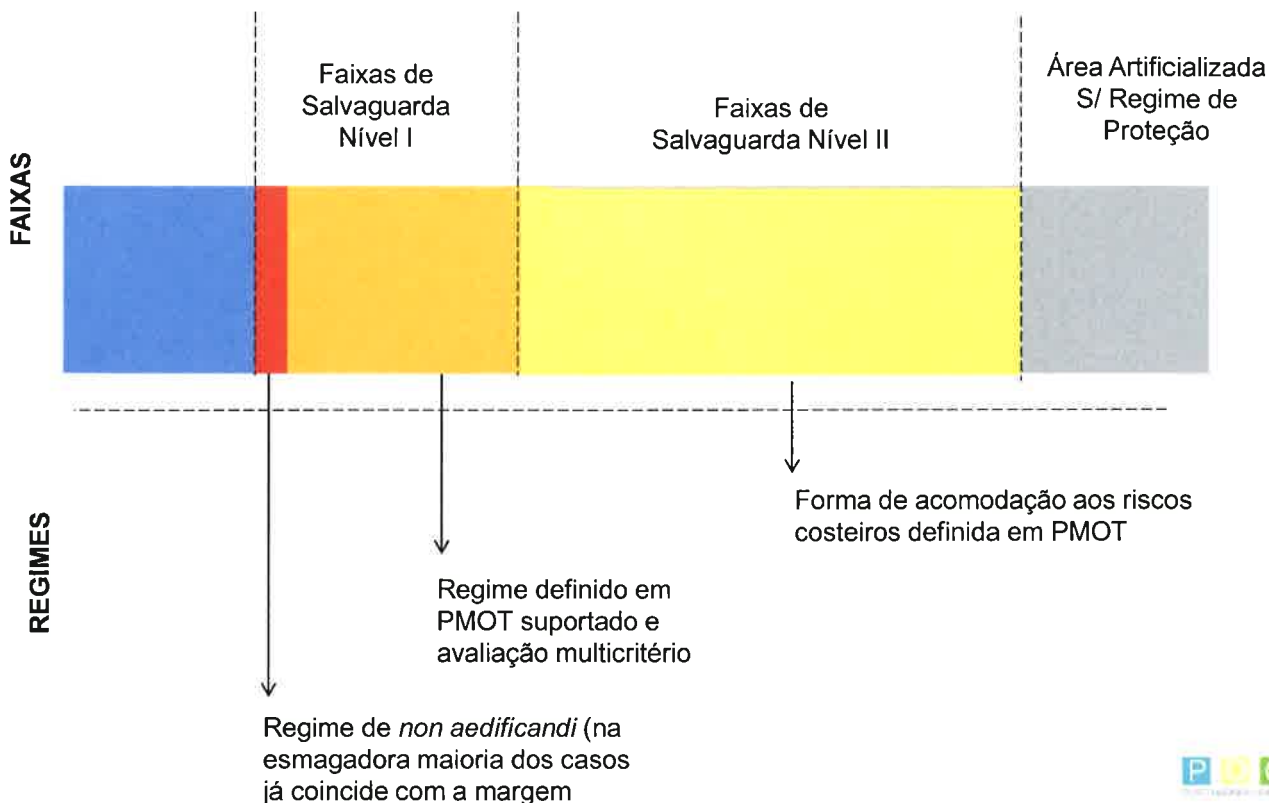 Faixas de
Salvaguarda
Nível I
Faixas de
Salvaguarda Nível II
Área Artificializada
S/ Regime de
Proteção
FAIXAS
REGIMES
Forma de acomodação aos riscos
costeiros definida em PMOT
Regime definido em
PMOT suportado e
avaliação multicritério
Regime de non aedificandi (na
esmagadora maioria dos casos
já coincide com a margem
P